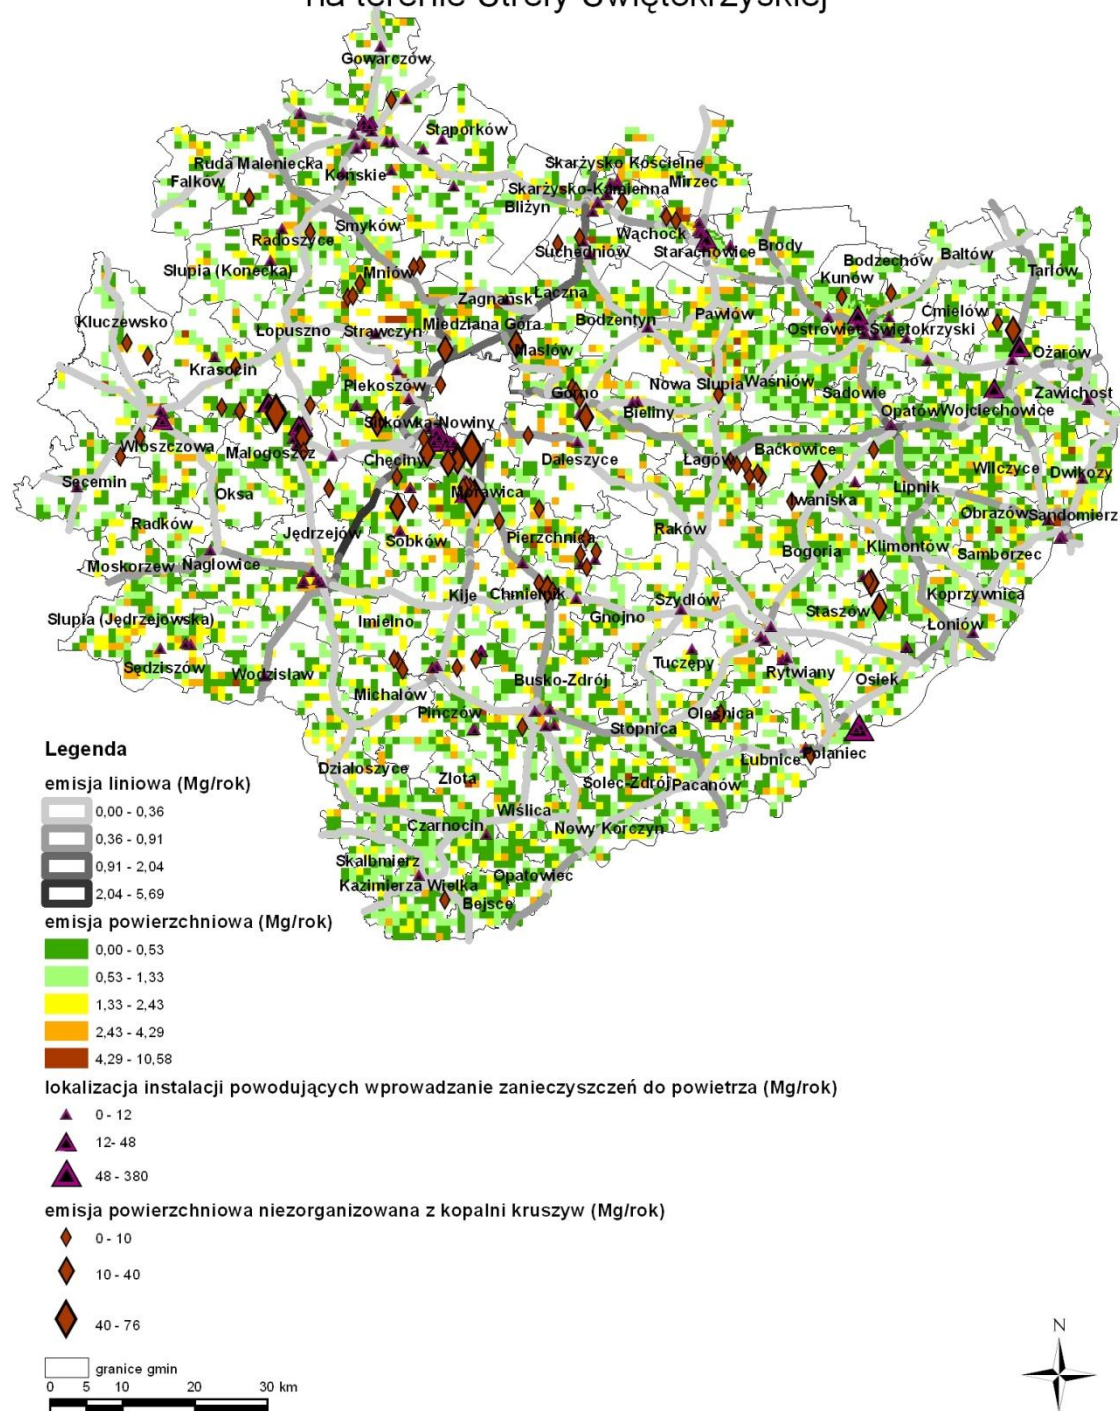 na terenie Strefy Świętokrzyskiej
Gowarczów
Stąporków
Ruda Maleniecka
Końskie
Fałków
Skarżysko Kościelne
Mirzec
Skarżysko-Kamienna
Bliżyn
Smyków
Radoszyce
Wąchock
Suchedniów
Starachowice
Brody
Bodzechów
Bałtów
Słupia (Konecka)
Mniów
Kunów
Tarłów
Łączna
Zagnańsk
Ćmielów
Kluczewsko
Łopuszno
Strawczyn
Miedziana Góra
Bodzentyn
Pawłów
Ostrowiec Świętokrzyski
Masłów
Ożarów
Krasocin
Piekoszów
Górno
Nowa Słupia
Waśniów
Sadowie
Zawichost
Bieliny
Opatów
Wojciechowice
Sitkówka-Nowiny
Włoszczowa
Małogoszcz
Chęciny
Daleszyce
Łagów
Baćkowice
Wilczyce
Dwikozy
Secemin
Oksa
Morawica
Iwaniska
Lipnik
Obrazów
Sandomierz
Radków
Jędrzejów
Sobków
Pierzchnica
Raków
Bogoria
Klimontów
Samborzec
Moskorzew
Nagłowice
Kije
Chmielnik
Szydłów
Koprzywnica
Słupia (Jędrzejowska)
Imielno
Gnojno
Staszów
Łoniów
Sędziszów
Wodzisław
Tuczępy
Rytwiany
Osiek
Michałów
Busko-Zdrój
Pińczów
Oleśnica
Stopnica
Połaniec
Łubnice
Działoszyce
Złota
Solec-Zdrój
Pacanów
Wiślica
Czarnocin
Nowy Korczyn
Skalbmierz
Opatowiec
Kazimierza Wielka
Bejsce
Legenda
emisja liniowa (Mg/rok)
0,00 - 0,36
0,36 - 0,91
0,91 - 2,04
2,04 - 5,69
emisja powierzchniowa (Mg/rok)
0,00 - 0,53
0,53 - 1,33
1,33 - 2,43
2,43 - 4,29
4,29 - 10,58
lokalizacja instalacji powodujących wprowadzanie zanieczyszczeń do powietrza (Mg/rok)
0 - 12
12- 48
48 - 380
emisja powierzchniowa niezorganizowana z kopalni kruszyw (Mg/rok)
0 - 10
10 - 40
40 - 76
granice gmin
0 5 10 20 30 km
N